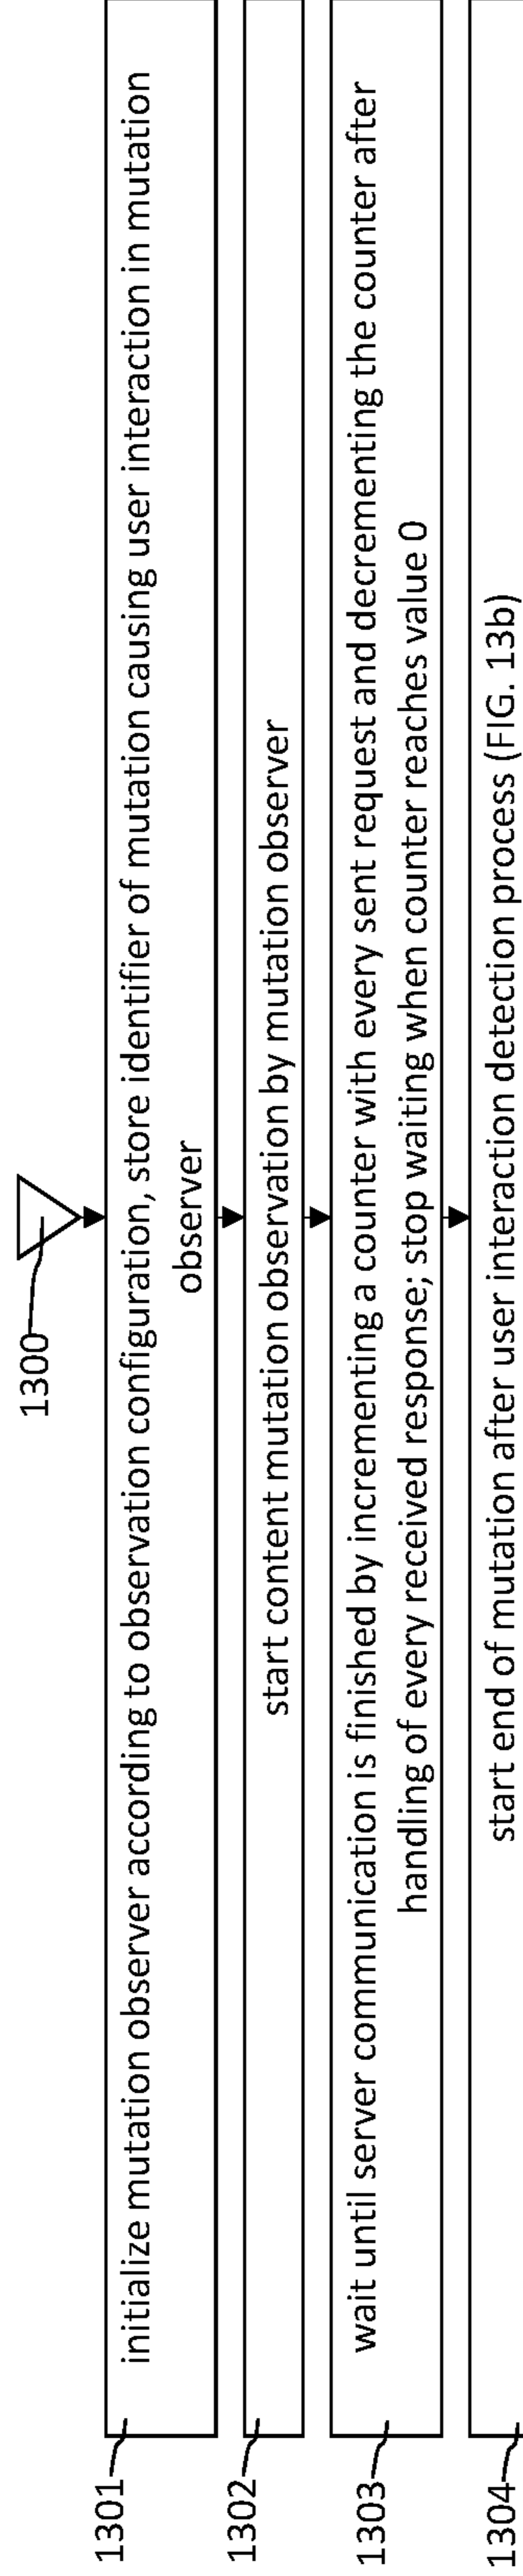 1300
1301
initialize mutation observer according to observation configuration, store identifier of mutation causing user interaction in mutation
observer
1302
start content mutation observation by mutation observer
1303
wait until server communication is finished by incrementing a counter with every sent request and decrementing the counter after
handling of every received response; stop waiting when counter reaches value 0
1304
start end of mutation after user interaction detection process (FIG. 13b)